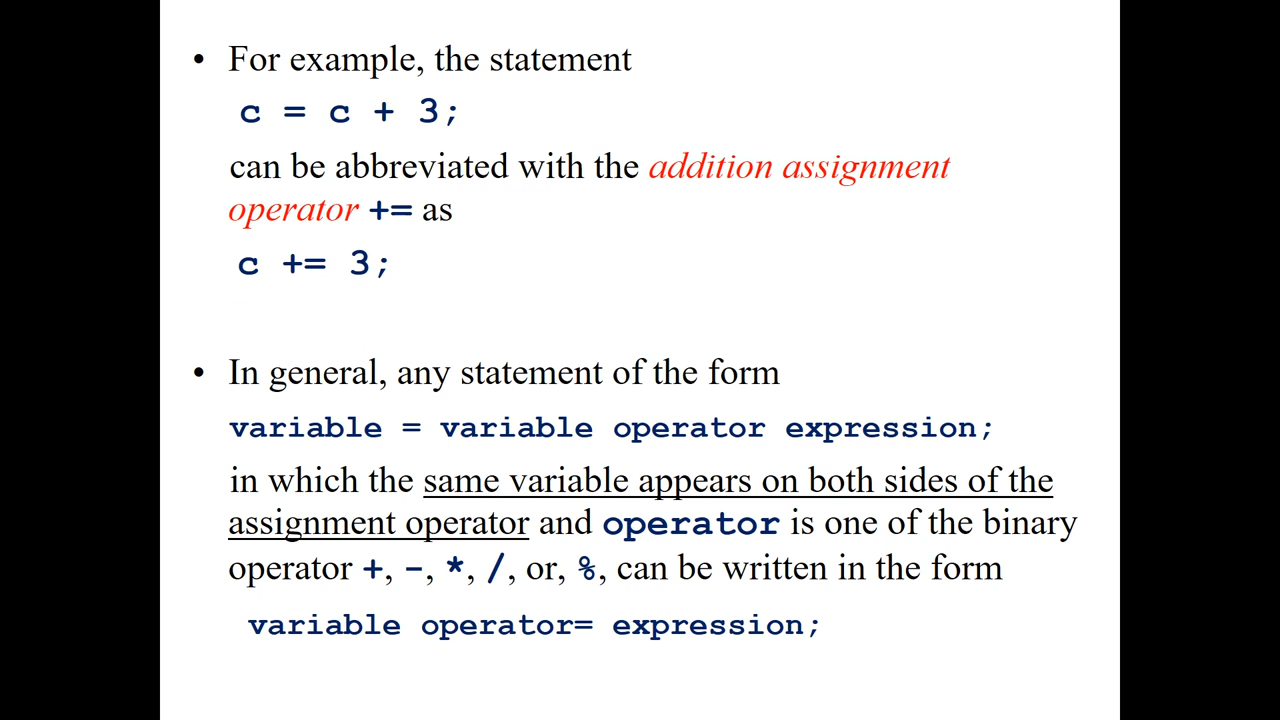 • For example, the statement
c = c + 3;
can be abbreviated with the addition assignment
operator += as
c += 3;
• In general, any statement of the form
variable = variable operator expression;
in which the same variable appears on both sides of the
assignment operator and operator is one of the binary
operator +, -, *, /, or, %, can be written in the form
variable operator= expression;